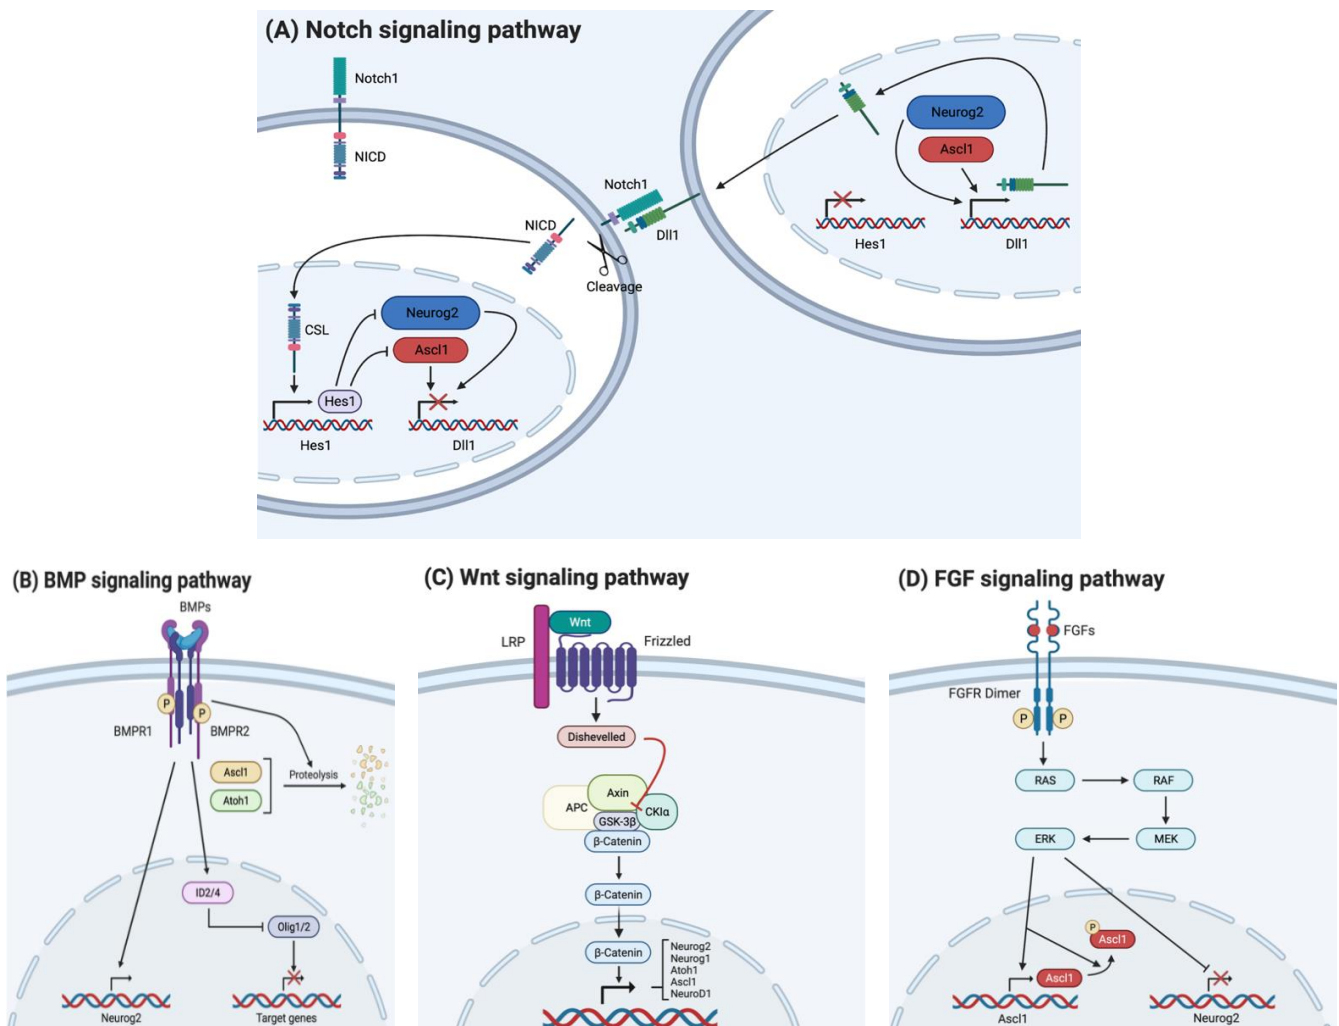 (A) Notch signaling pathway
Notch1
NICD
Neurog2
Ascl1
Hes1
Dll1
Notch1
Dll1
NICD
Cleavage
CSL
Neurog2
Ascl1
Hes1
Hes1
Dll1
(B) BMP signaling pathway
BMPs
P
P
BMPR1
BMPR2
Ascl1
Atoh1
Proteolysis
ID2/4
Olig1/2
Neurog2
Target genes
(C) Wnt signaling pathway
Wnt
LRP
Frizzled
Dishevelled
Axin
APC
CKIα
GSK-3β
β-Catenin
β-Catenin
β-Catenin
Neurog2
Neurog1
Atoh1
Ascl1
NeuroD1
(D) FGF signaling pathway
FGFs
FGFR Dimer
P
P
RAS
RAF
ERK
MEK
P
Ascl1
Ascl1
Ascl1
Neurog2